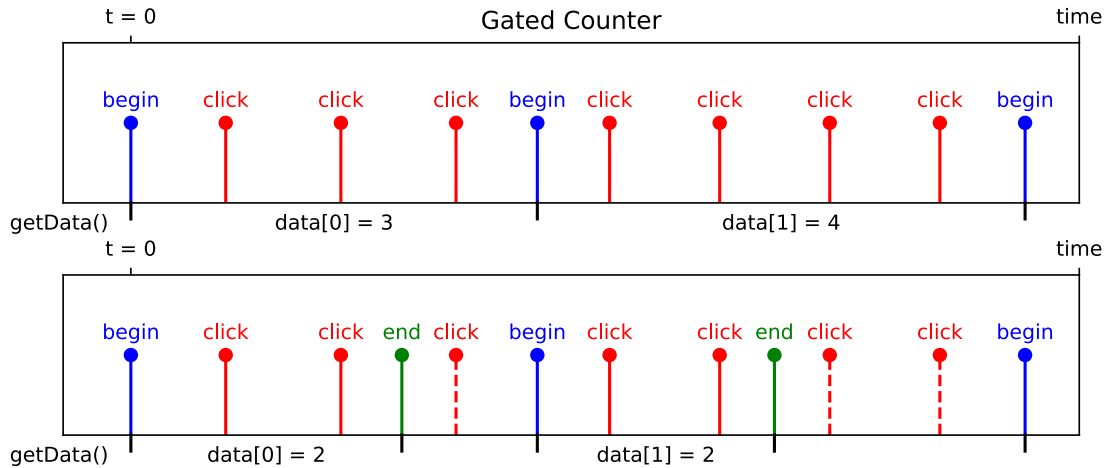 t = 0 Gated Counter time
begin click click click begin click click click click begin
getData() data[0] = 3 data[1] = 4
t = 0 time
begin click click end click begin click click end click click begin
getData() data[0] = 2 data[1] = 2